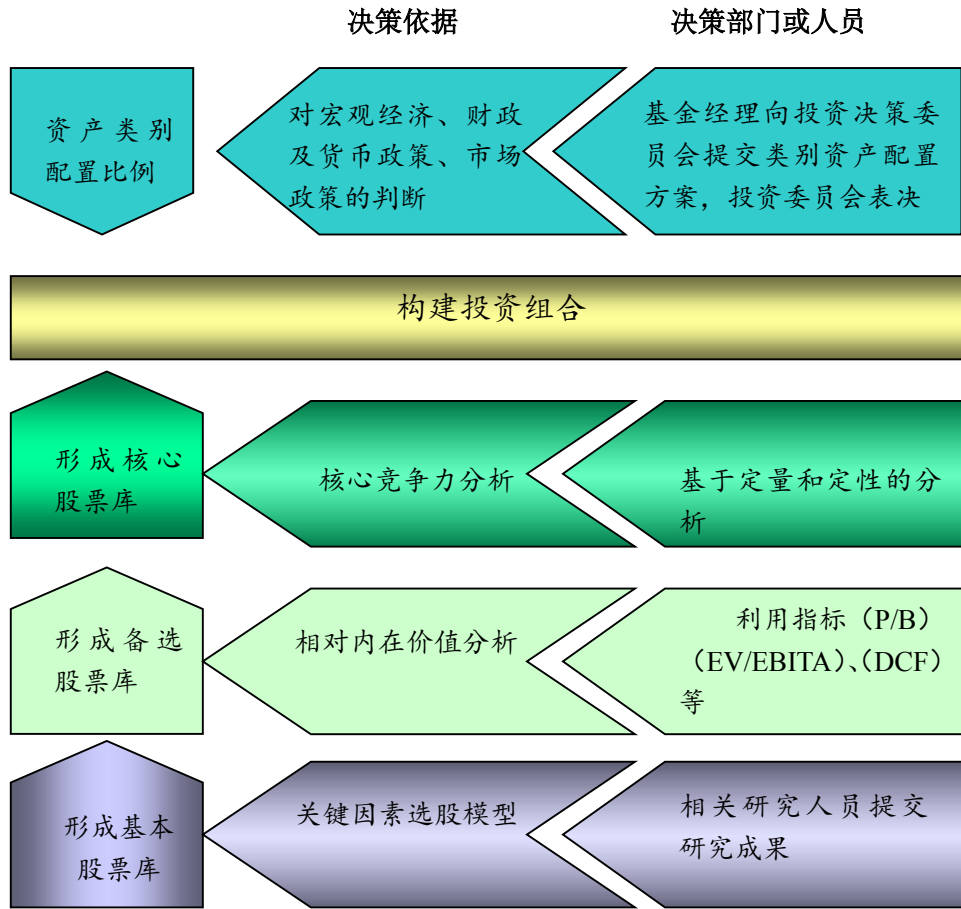 决策依据
决策部门或人员
资产类别
配置比例
对宏观经济、财政
及货币政策、市场
政策的判断
基金经理向投资决策委
员会提交类别资产配置
方案，投资委员会表决
构建投资组合
形成核心
股票库
核心竞争力分析
基于定量和定性的分
析
形成备选
股票库
相对内在价值分析
利用指标（P/B）
（EV/EBITA）、（DCF）
等
形成基本
股票库
关键因素选股模型
相关研究人员提交
研究成果